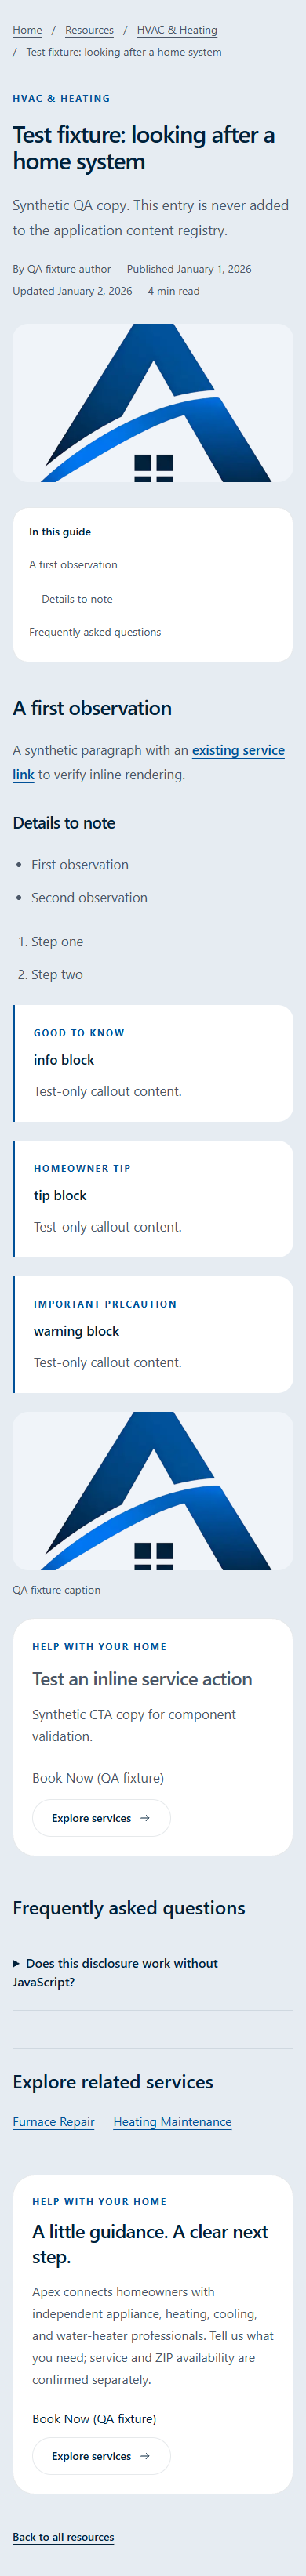 Home / Resources / HVAC & Heating
/ Test fixture: looking after a home system
HVAC & HEATING
Test fixture: looking after a
home system
Synthetic QA copy. This entry is never added
to the application content registry.
By QA fixture author Published January 1, 2026
Updated January 2, 2026 4 min read
In this guide
A first observation
Details to note
Frequently asked questions
A first observation
A synthetic paragraph with an existing service
link to verify inline rendering.
Details to note
• First observation
• Second observation
1. Step one
2. Step two
GOOD TO KNOW
info block
Test-only callout content.
HOMEOWNER TIP
tip block
Test-only callout content.
IMPORTANT PRECAUTION
warning block
Test-only callout content.
QA fixture caption
HELP WITH YOUR HOME
Test an inline service action
Synthetic CTA copy for component
validation.
Book Now (QA fixture)
Explore services →
Frequently asked questions
▶ Does this disclosure work without
JavaScript?
Explore related services
Furnace Repair Heating Maintenance
HELP WITH YOUR HOME
A little guidance. A clear next
step.
Apex connects homeowners with
independent appliance, heating, cooling,
and water-heater professionals. Tell us what
you need; service and ZIP availability are
confirmed separately.
Book Now (QA fixture)
Explore services →
Back to all resources